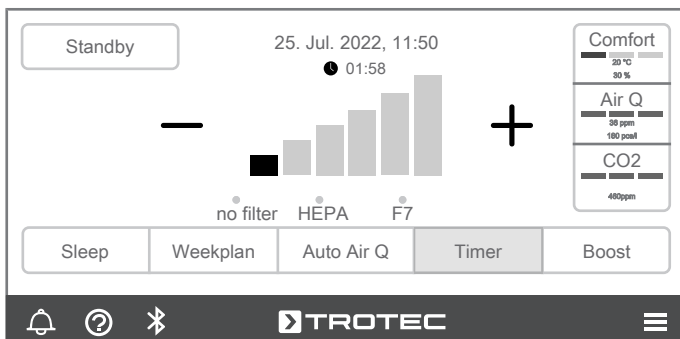 Standby
25. Jul. 2022, 11:50
01:58
Comfort
20 °C
30 %
Air Q
36 ppm
160 pcs/l
CO2
460ppm
no filter HEPA F7
Sleep Weekplan Auto Air Q Timer Boost
TROTEC